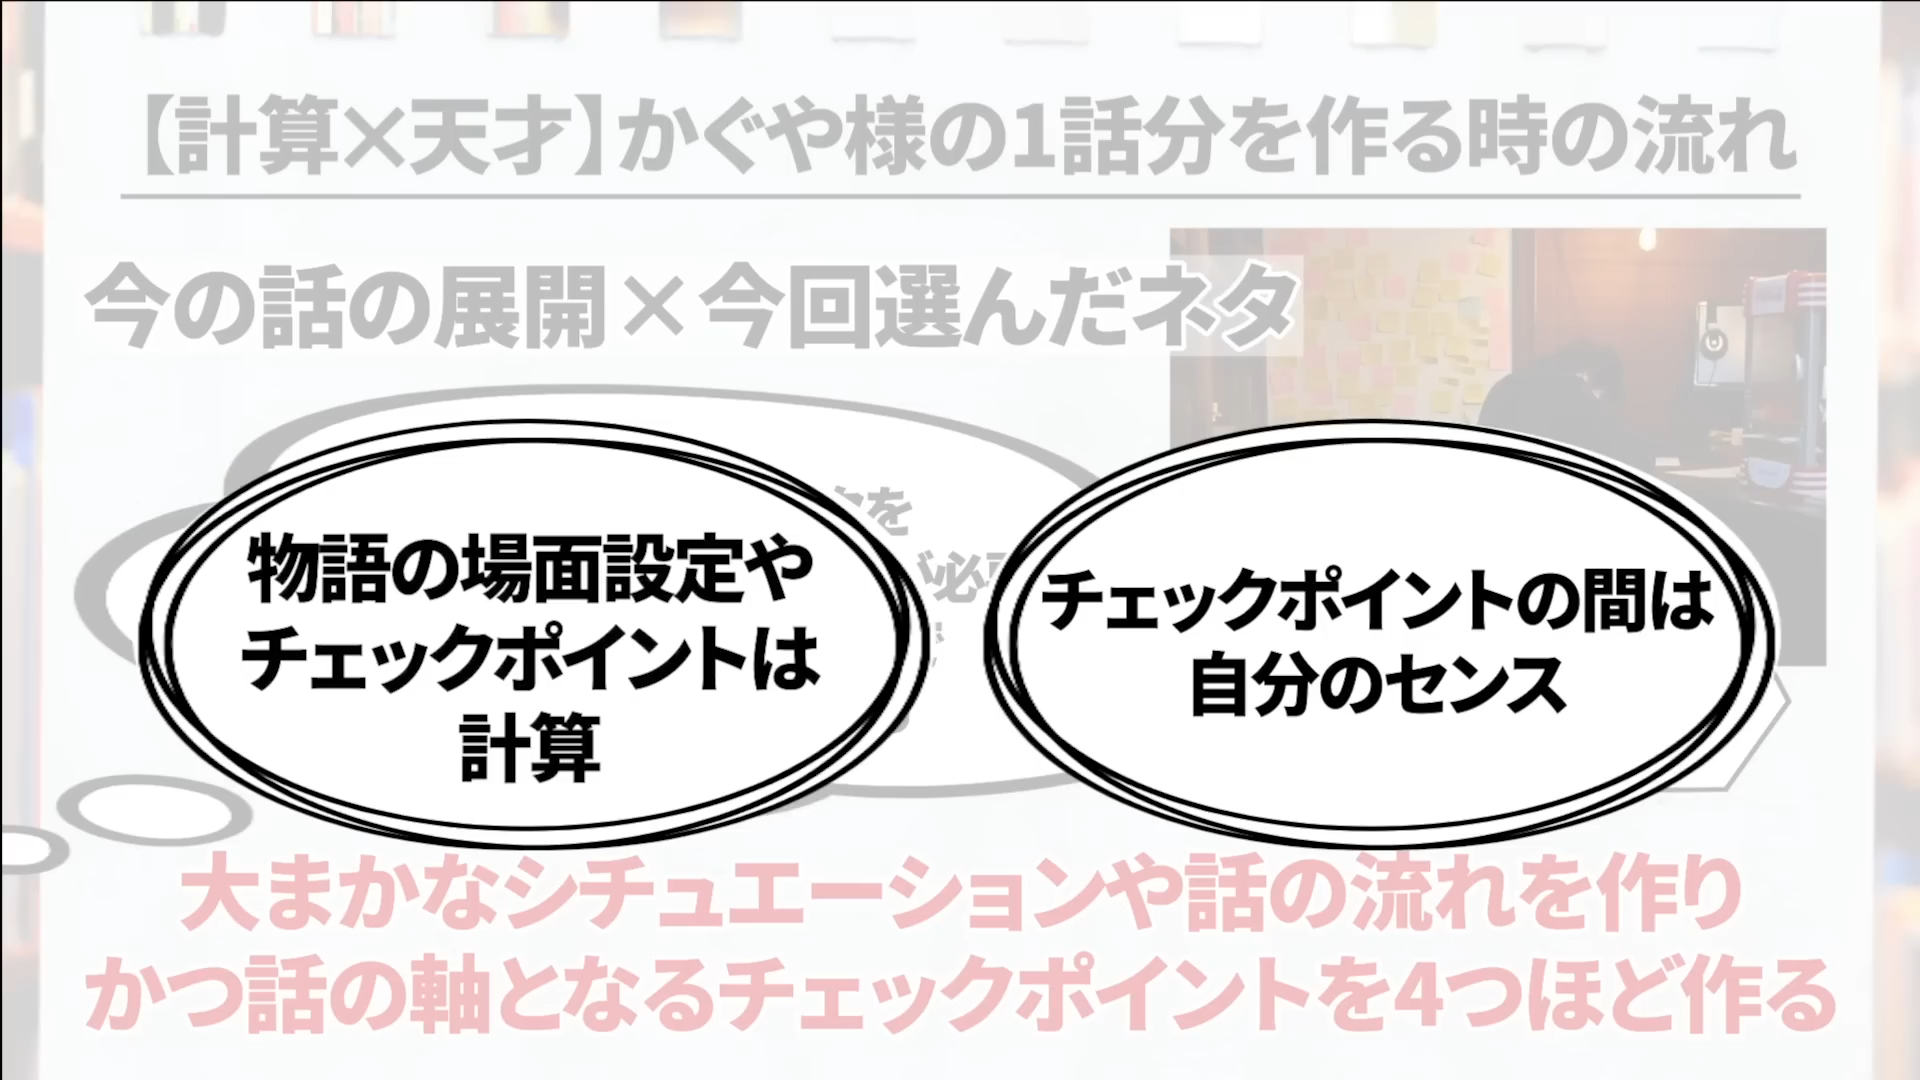 【計算×天才】かぐや様の1話分を作る時の流れ
今の話の展開×今回選んだネタ
物語の場面設定や
チェックポイントは
計算
チェックポイントの間は
自分のセンス
大まかなシチュエーションや話の流れを作り
かつ話の軸となるチェックポイントを4つほど作る